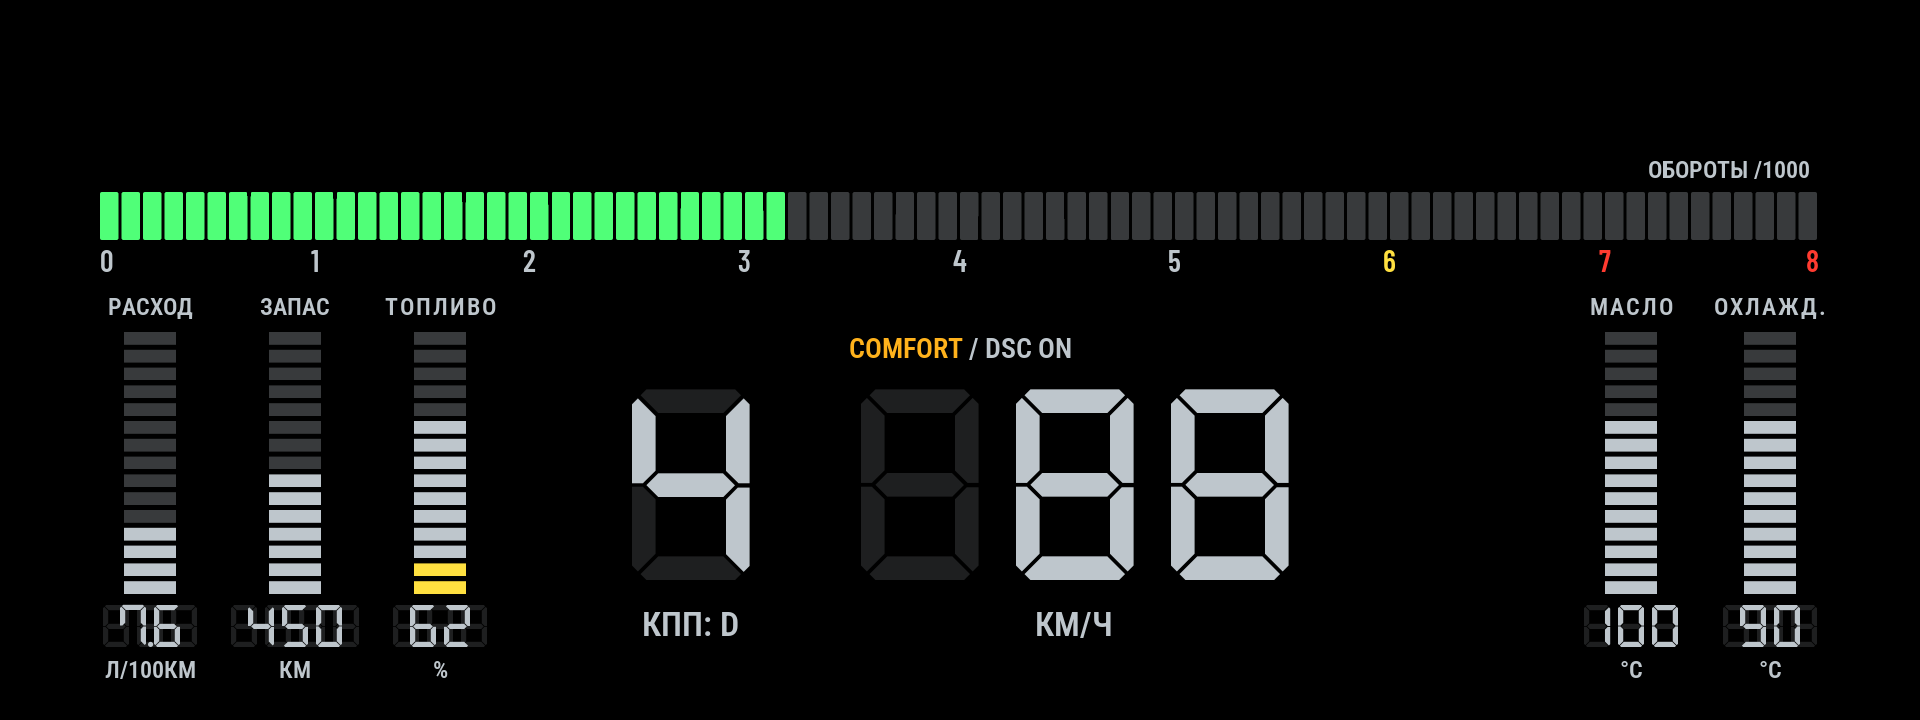 ОБОРОТЫ /1000
0 1 2 3 4 5 6 7 8
РАСХОД ЗАПАС ТОПЛИВО МАСЛО ОХЛАЖД.
COMFORT / DSC ON
4 88
7.6 450 62 100 90
КПП: D КМ/Ч
Л/100КМ КМ % °C °C